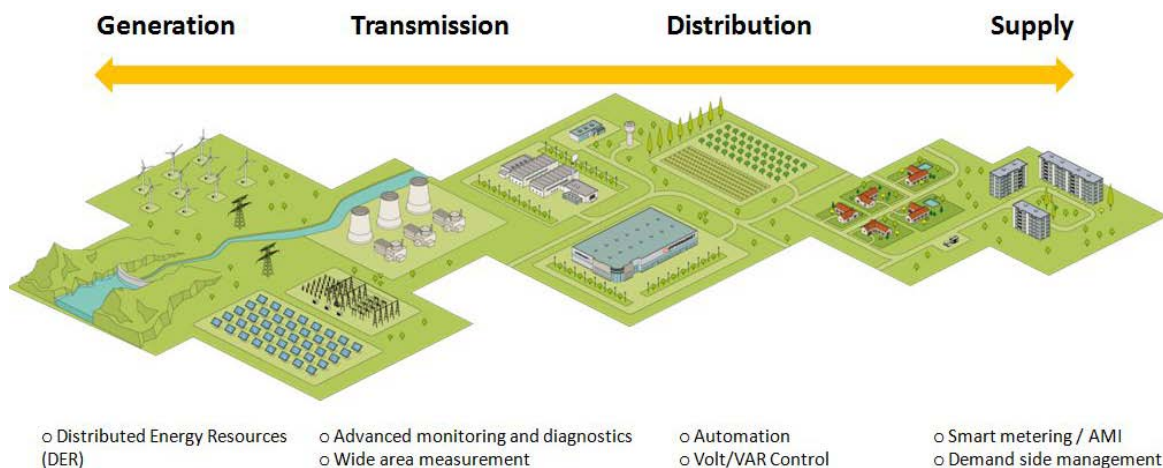 Generation Transmission Distribution Supply
o Distributed Energy Resources (DER)
o Advanced monitoring and diagnostics
o Wide area measurement
o Automation
o Volt/VAR Control
o Smart metering / AMI
o Demand side management